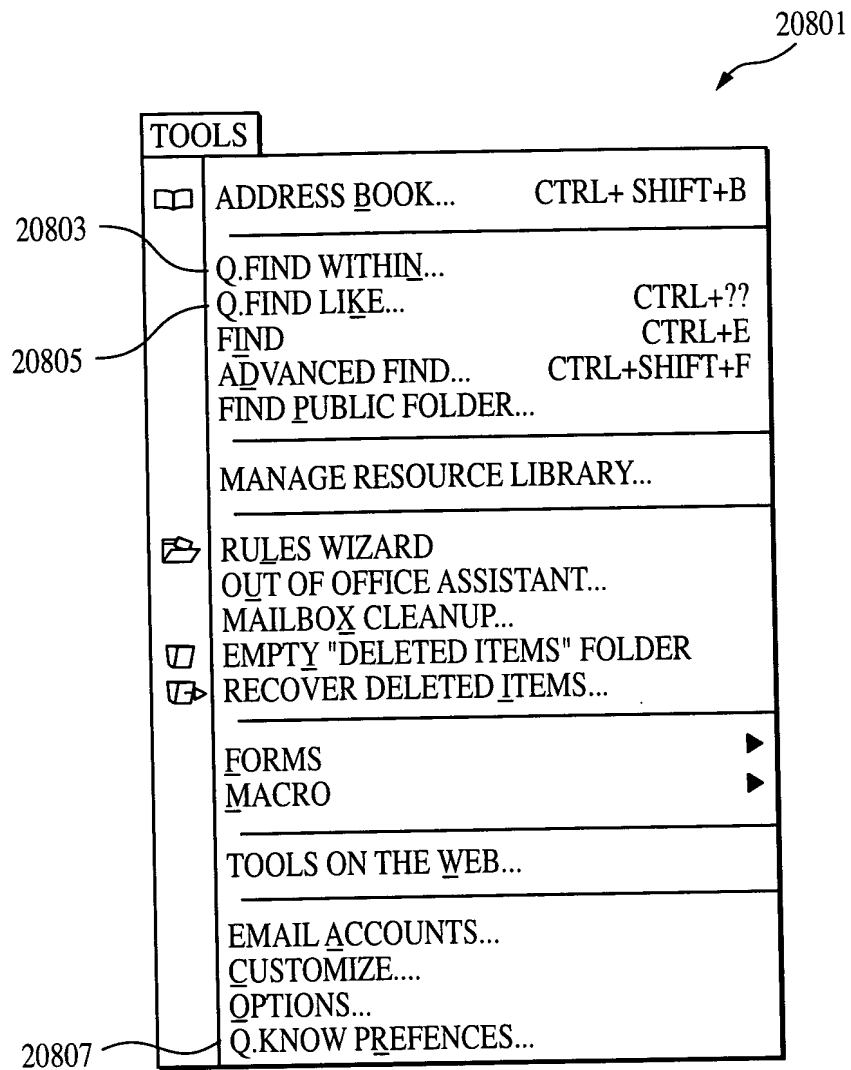 20801
TOOLS
ADDRESS BOOK... CTRL+ SHIFT+B
20803
Q.FIND WITHIN...
Q.FIND LIKE... CTRL+??
20805
FIND CTRL+E
ADVANCED FIND... CTRL+SHIFT+F
FIND PUBLIC FOLDER...
MANAGE RESOURCE LIBRARY...
RULES WIZARD
OUT OF OFFICE ASSISTANT...
MAILBOX CLEANUP...
EMPTY "DELETED ITEMS" FOLDER
RECOVER DELETED ITEMS...
FORMS
MACRO
TOOLS ON THE WEB...
EMAIL ACCOUNTS...
CUSTOMIZE....
OPTIONS...
Q.KNOW PREFENCES...
20807